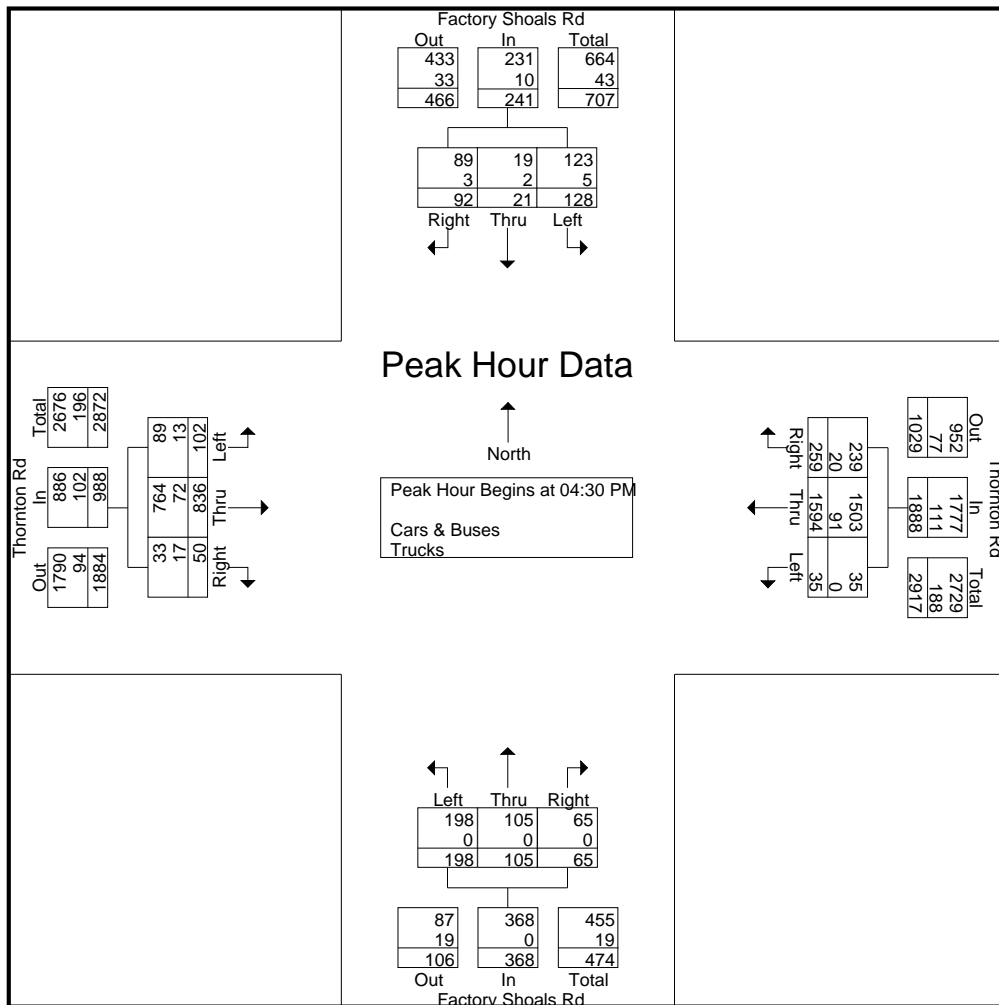 Factory Shoals Rd
Out In Total
433 231 664
33 10 43
466 241 707
89 19 123
3 2 5
92 21 128
Right Thru Left
Peak Hour Data
North
Peak Hour Begins at 04:30 PM
Cars & Buses
Trucks
Thornton Rd
Out In Total
1790 886 2676
94 102 196
1884 988 2872
33 764 89
17 72 13
50 836 102
Right Thru Left
Thornton Rd
Out In Total
952 1777 2729
77 111 188
1029 1888 2917
239 1503 35
20 91 0
259 1594 35
Right Thru Left
Left Thru Right
198 105 65
0 0 0
198 105 65
87 368 455
19 0 19
106 368 474
Out In Total
Factory Shoals Rd